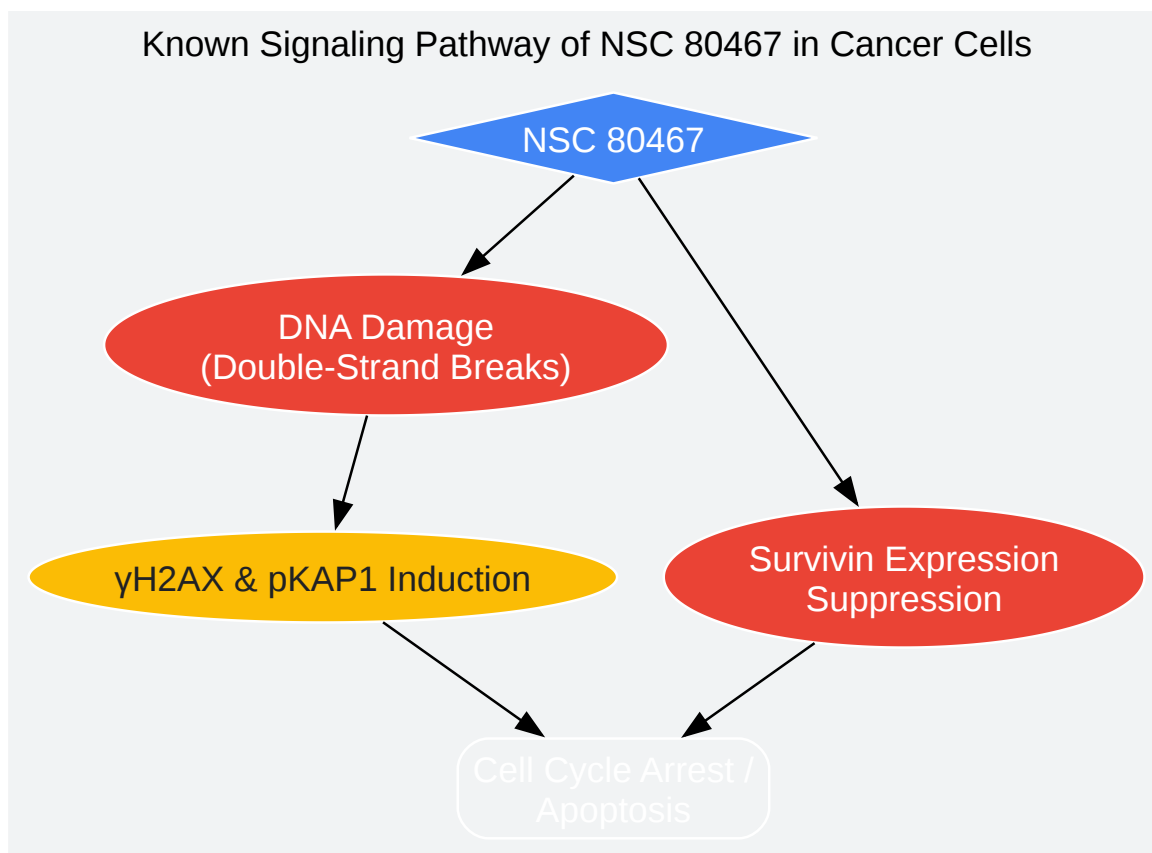 Known Signaling Pathway of NSC 80467 in Cancer Cells
NSC 80467
DNA Damage
(Double-Strand Breaks)
γH2AX & pKAP1 Induction
Survivin Expression
Suppression
Cell Cycle Arrest /
Apoptosis